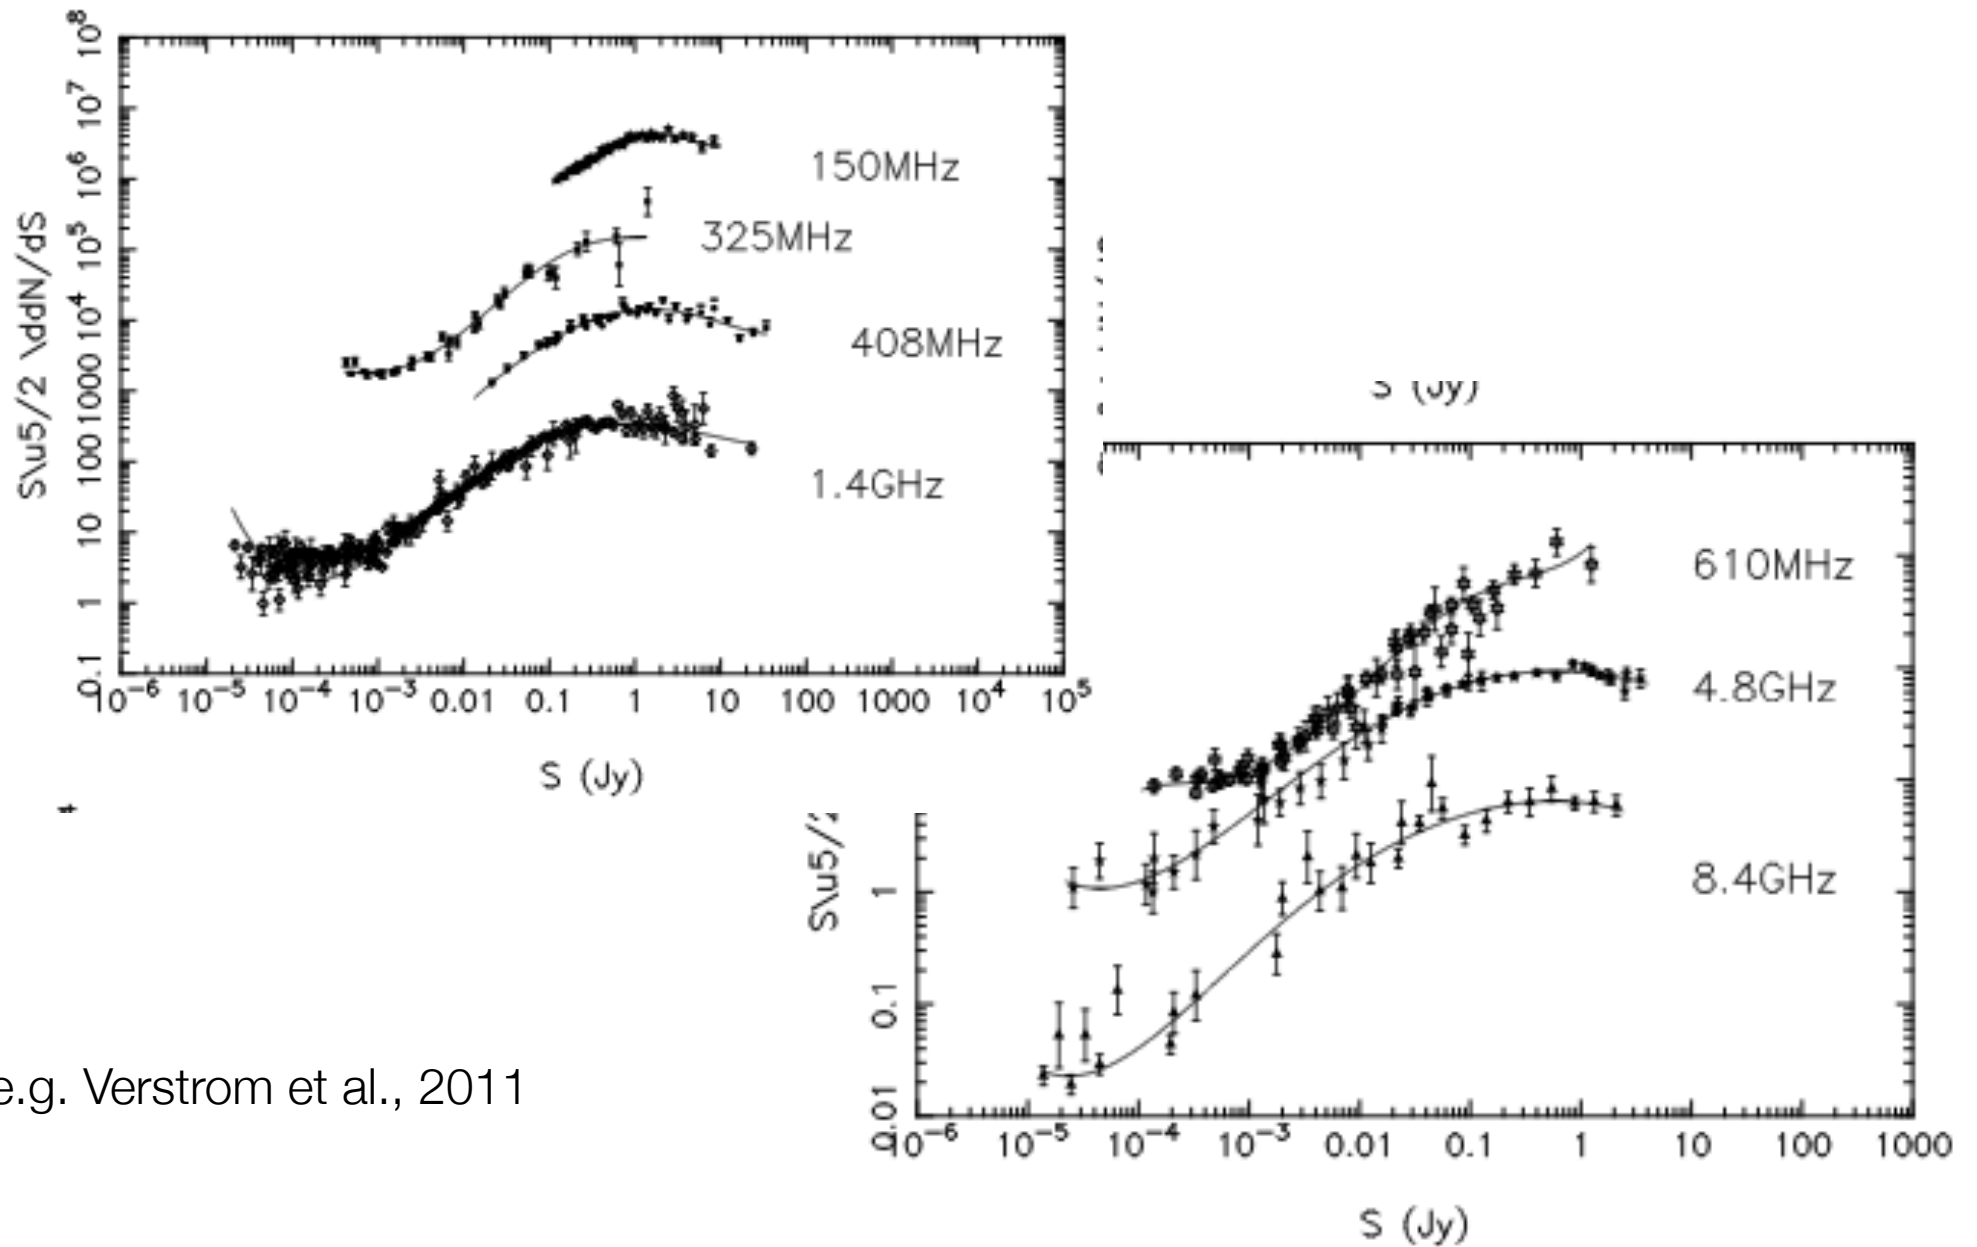 10⁸
10⁷
10⁶
10⁵
10⁴
1000
100
10
1
0.1
S\u5/2 \ddN/dS
150MHz
325MHz
408MHz
1.4GHz
10⁻⁶ 10⁻⁵ 10⁻⁴ 10⁻³ 0.01 0.1 1 10 100 1000 10⁴ 10⁵
S (Jy)
S (Jy)
610MHz
4.8GHz
8.4GHz
S\u5/2
1
0.1
0.01
10⁻⁶ 10⁻⁵ 10⁻⁴ 10⁻³ 0.01 0.1 1 10 100 1000
S (Jy)
e.g. Verstrom et al., 2011